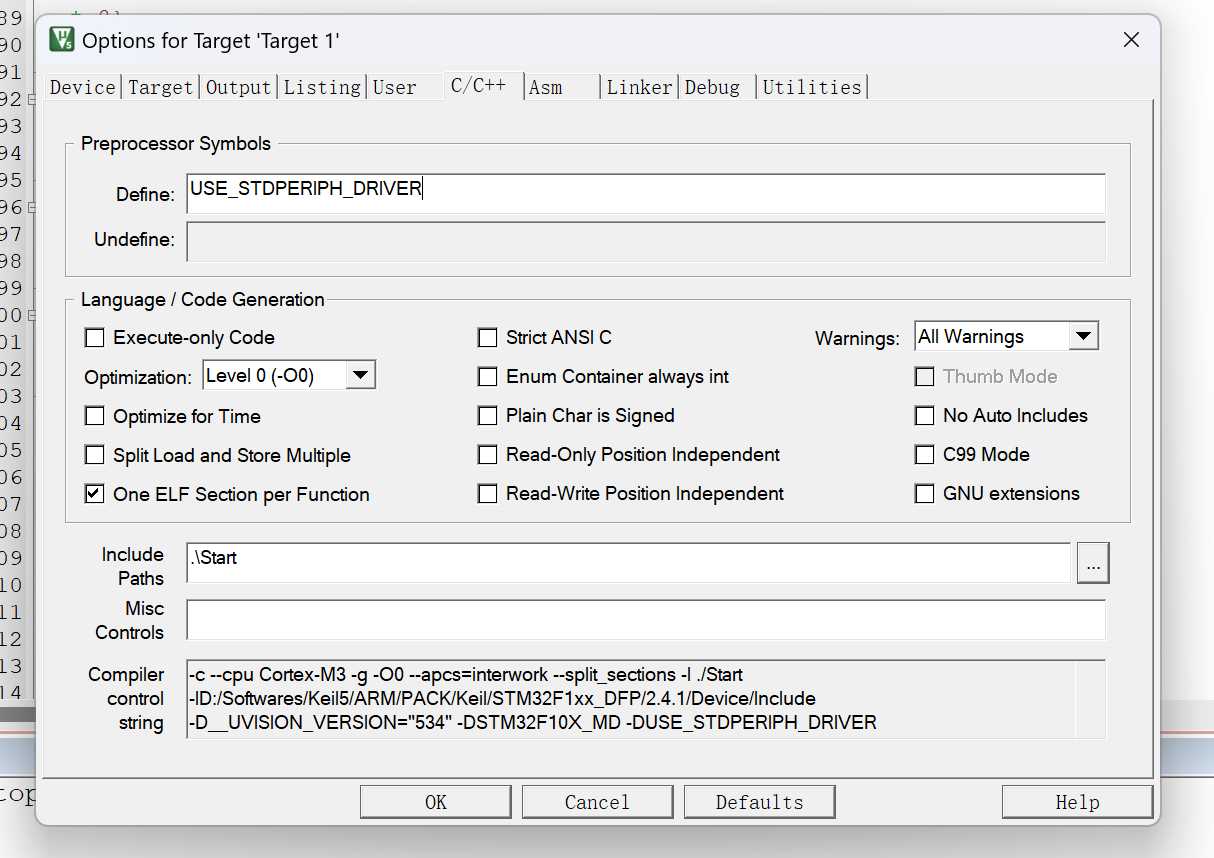 Options for Target 'Target 1'
Device Target Output Listing User C/C++ Asm Linker Debug Utilities
Preprocessor Symbols
Define: USE_STDPERIPH_DRIVER
Undefine:
Language / Code Generation
Execute-only Code Strict ANSI C Warnings: All Warnings
Optimization: Level 0 (-O0) Enum Container always int Thumb Mode
Optimize for Time Plain Char is Signed No Auto Includes
Split Load and Store Multiple Read-Only Position Independent C99 Mode
One ELF Section per Function Read-Write Position Independent GNU extensions
Include Paths .\Start ...
Misc Controls
Compiler control string
-c --cpu Cortex-M3 -g -O0 --apcs=interwork --split_sections -I ./Start
-ID:/Softwares/Keil5/ARM/PACK/Keil/STM32F1xx_DFP/2.4.1/Device/Include
-D__UVISION_VERSION="534" -DSTM32F10X_MD -DUSE_STDPERIPH_DRIVER
OK Cancel Defaults Help